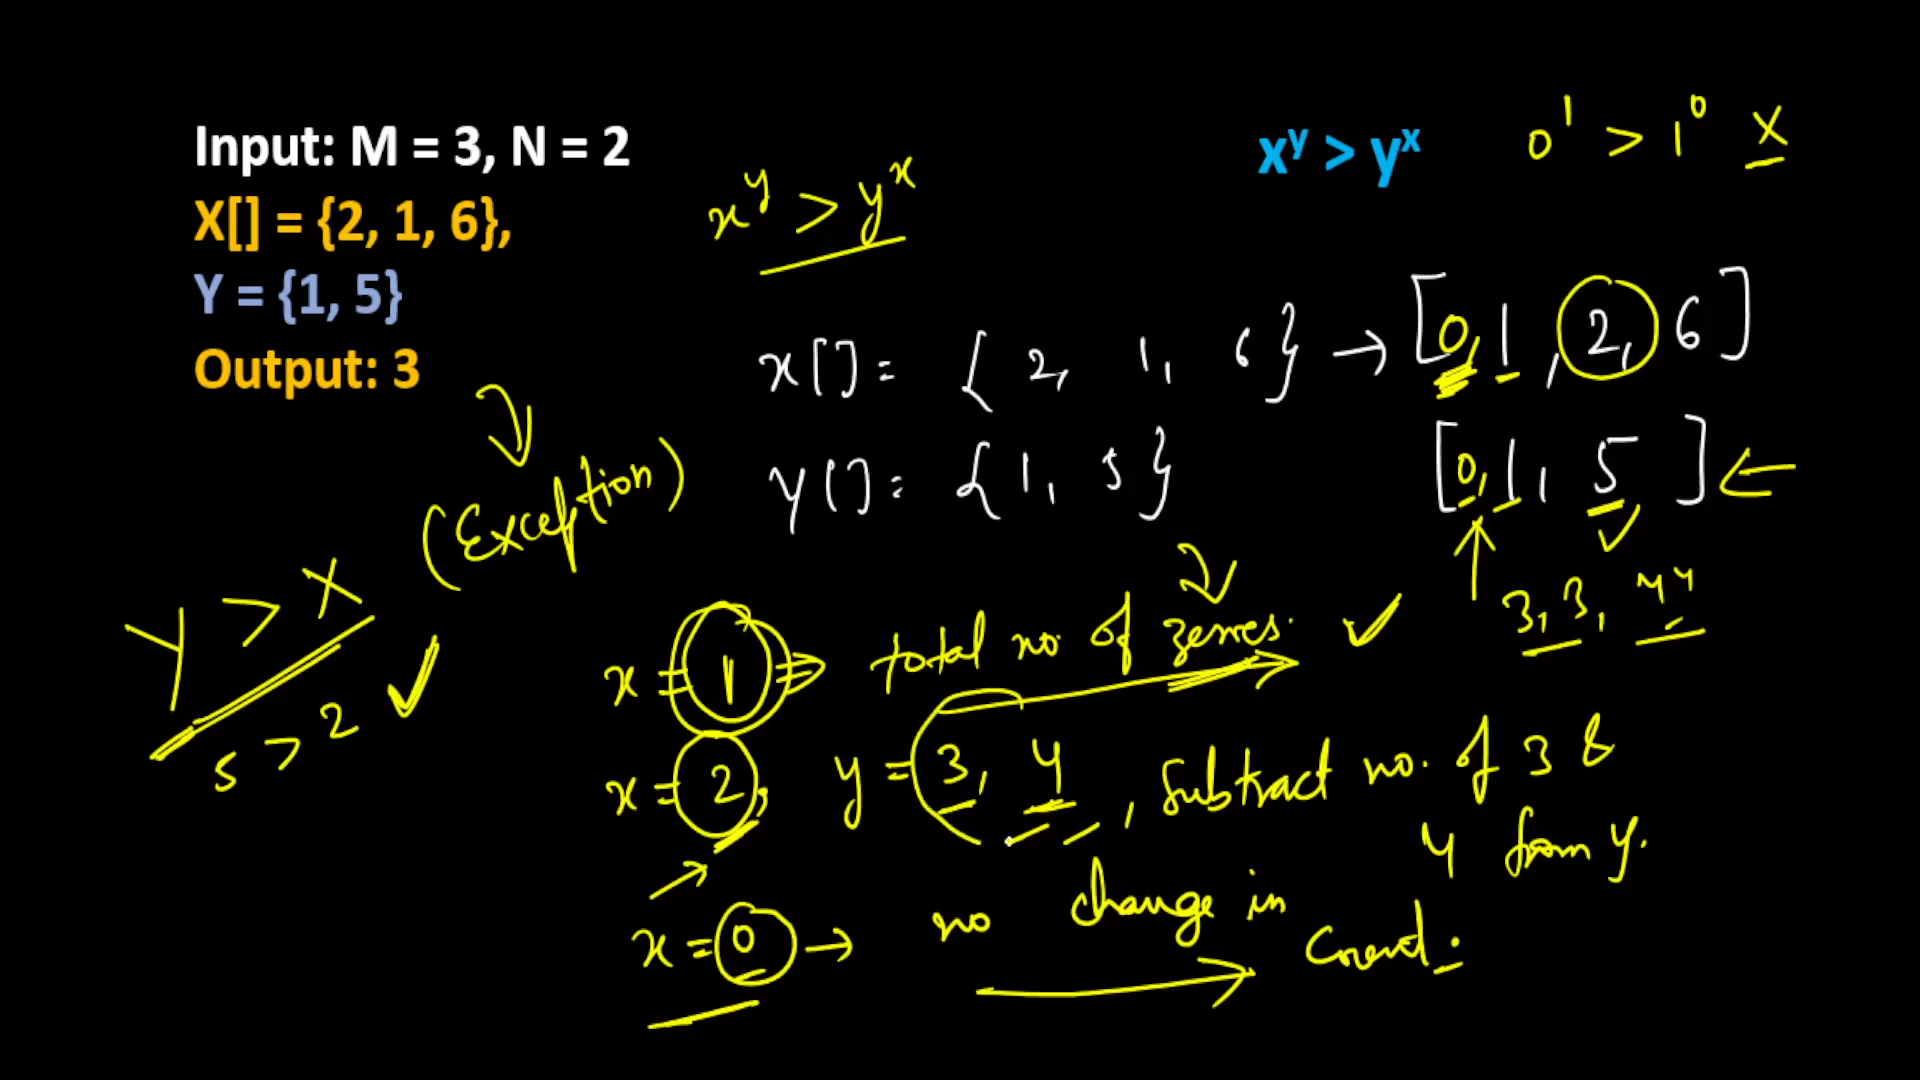 Input: M = 3, N = 2
X[] = {2, 1, 6},
Y = {1, 5}
Output: 3
x^y > y^x
x^y > y^x
0^1 > 1^0 X
x[] = { 2, 1, 6} → [0, 1, 2, 6]
y[] = {1, 5} [0, 1, 5] ←
(Exception)
Y > X
5 > 2 ✓
3, 3, 4 4
x = 1 ⇒ total no. of zeroes. ✓
x = 2, y = 3, 4, Subtract no. of 3 &
4 from y.
x = 0 → no change in
Count.